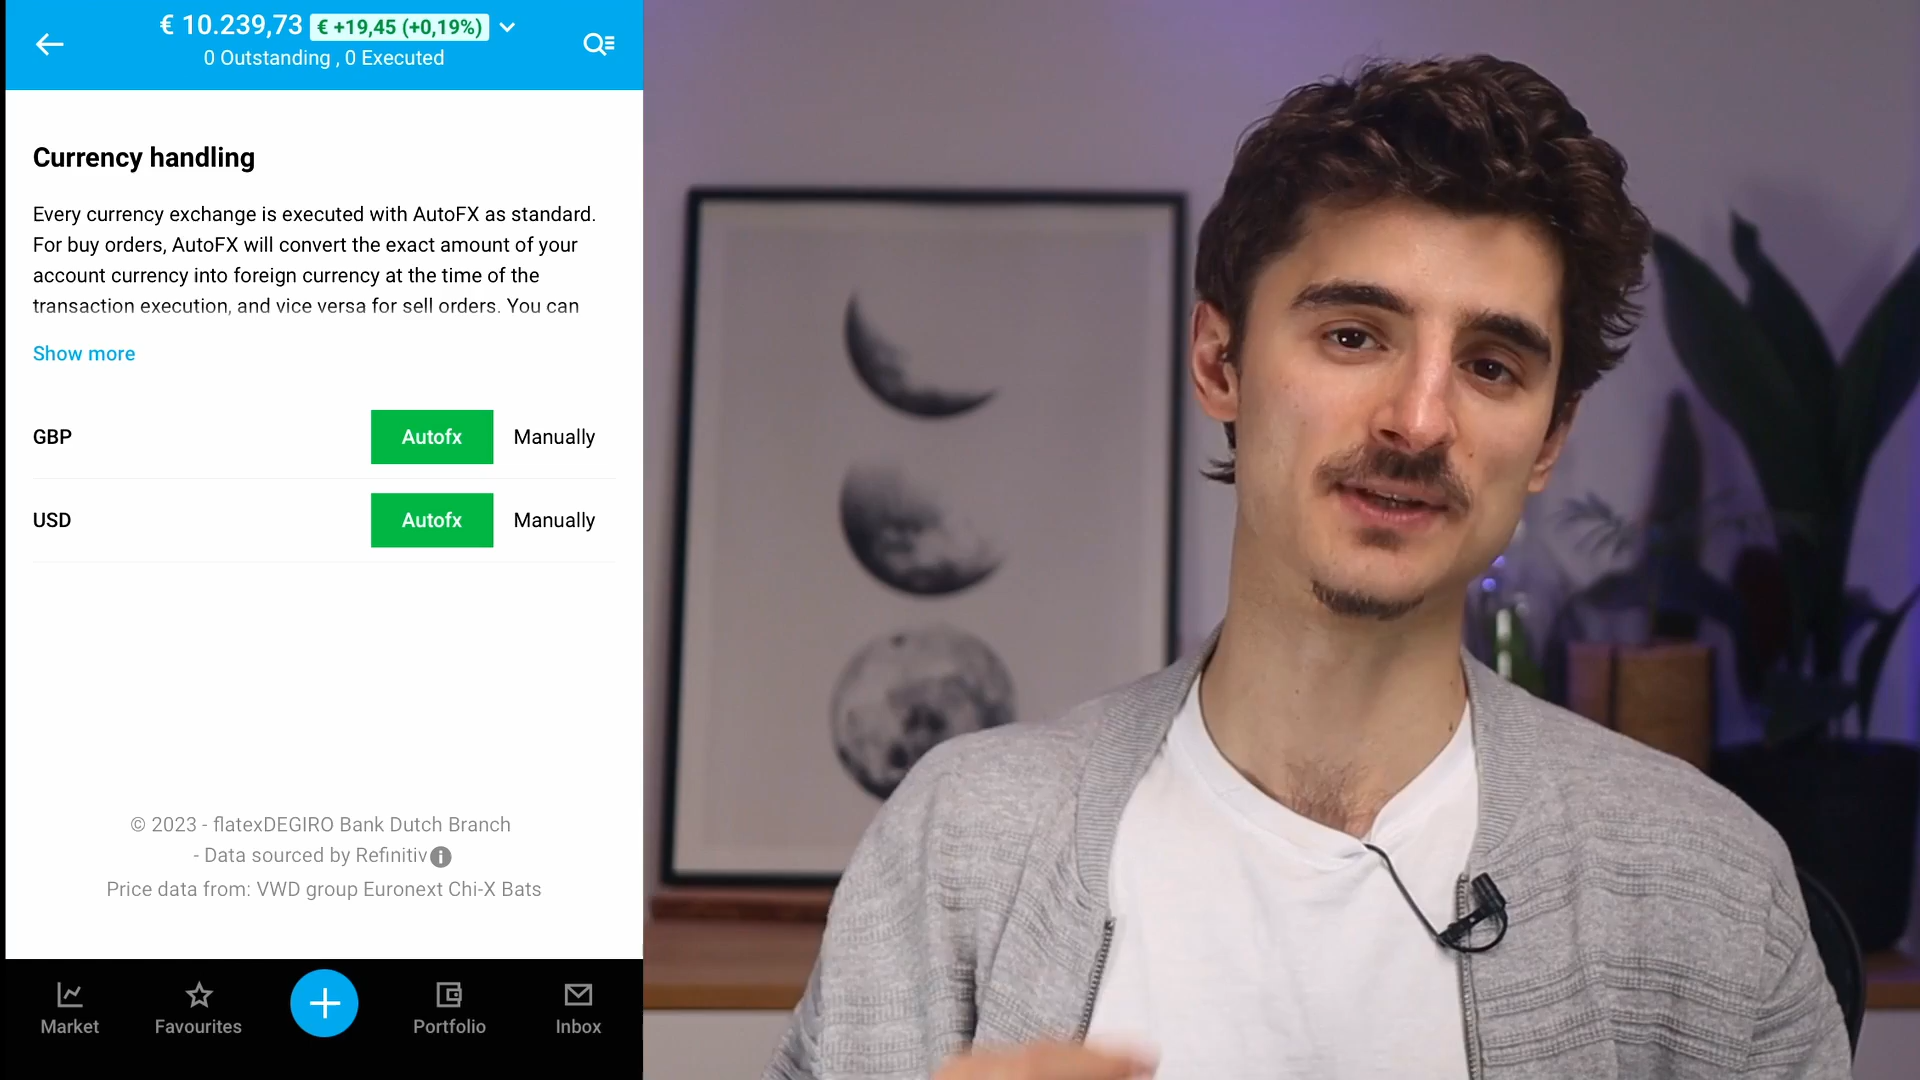 € 10.239,73 € +19,45 (+0,19%)
0 Outstanding , 0 Executed
Currency handling
Every currency exchange is executed with AutoFX as standard.
For buy orders, AutoFX will convert the exact amount of your
account currency into foreign currency at the time of the
transaction execution, and vice versa for sell orders. You can
Show more
GBP Autofx Manually
USD Autofx Manually
© 2023 - flatexDEGIRO Bank Dutch Branch
- Data sourced by Refinitiv i
Price data from: VWD group Euronext Chi-X Bats
Market Favourites Portfolio Inbox